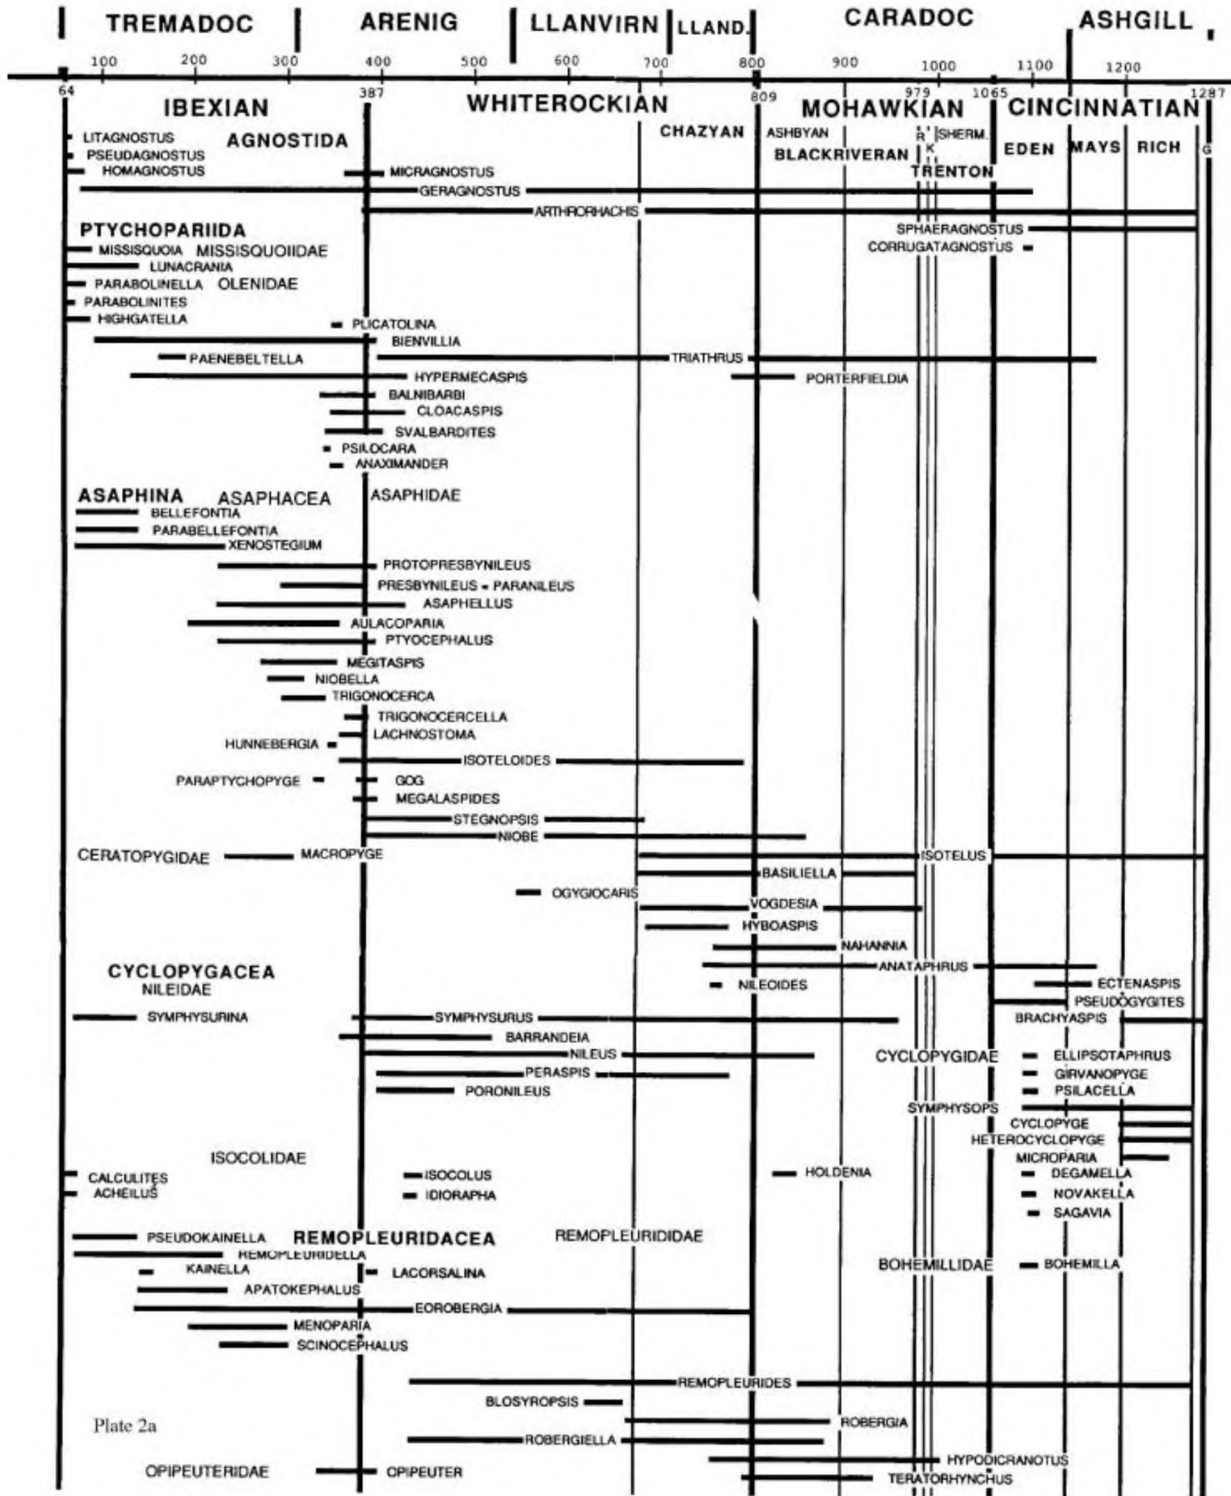 TREMADOC ARENIG LLANVIRN LLAND. CARADOC ASHGILL
100 200 300 400 500 600 700 800 900 1000 1100 1200
64 387 809 979 1065 1287
IBEXIAN WHITEROCKIAN MOHAWKIAN CINCINNATIAN
CHAZYAN ASHBYAN R SHERM.
LITAGNOSTUS AGNOSTIDA K EDEN MAYS RICH G
PSEUDAGNOSTUS BLACKRIVERAN
HOMAGNOSTUS MICRAGNOSTUS TRENTON
GERAGNOSTUS
ARTHRORHACHIS
PTYCHOPARIIDA SPHAERAGNOSTUS
MISSISQUOIA MISSISQUOIIDAE CORRUGATAGNOSTUS
LUNACRANIA
PARABOLINELLA OLENIDAE
PARABOLINITES
HIGHGATELLA PLICATOLINA
BIENVILLIA
PAENEBELTELLA TRIATHRUS
HYPERMECASPIS PORTERFIELDIA
BALNIBARBI
CLOACASPIS
SVALBARDITES
PSILOCARA
ANAXIMANDER
ASAPHINA ASAPHACEA ASAPHIDAE
BELLEFONTIA
PARABELLEFONTIA
XENOSTEGIUM
PROTOPRESBYNILEUS
PRESBYNILEUS = PARANILEUS
ASAPHELLUS
AULACOPARIA
PTYOCEPHALUS
MEGITASPIS
NIOBELLA
TRIGONOCERCA
TRIGONOCERCELLA
LACHNOSTOMA
HUNNEBERGIA
ISOTELOIDES
PARAPTYCHOPYGE GOG
MEGALASPIDES
STEGNOPSIS
NIOBE
CERATOPYGIDAE MACROPYGE ISOTELUS
BASILIELLA
OGYGIOCARIS
VOGDESIA
HYBOASPIS
NAHANNIA
CYCLOPYGACEA ANATAPHRUS
NILEIDAE NILEOIDES ECTENASPIS
PSEUDOGYGITES
SYMPHYSURINA SYMPHYSURUS BRACHYASPIS
BARRANDEIA
NILEUS CYCLOPYGIDAE ELLIPSOTAPHRUS
PERASPIS GIRVANOPYGE
PORONILEUS PSILACELLA
SYMPHYSOPS
CYCLOPYGE
HETEROCYCLOPYGE
ISOCOLIDAE MICROPARIA
CALCULITES ISOCOLUS HOLDENIA DEGAMELLA
ACHEILUS IDIORAPHA NOVAKELLA
SAGAVIA
PSEUDOKAINELLA REMOPLEURIDACEA REMOPLEURIDIDAE
REMOPLEURIDELLA
KAINELLA LACORSALINA BOHEMILLIDAE BOHEMILLA
APATOKEPHALUS
EOROBERGIA
MENOPARIA
SCINOCEPHALUS
REMOPLEURIDES
BLOSYROPSIS
Plate 2a ROBERGIA
ROBERGIELLA
HYPODICRANOTUS
OPIPEUTERIDAE OPIPEUTER TERATORHYNCHUS